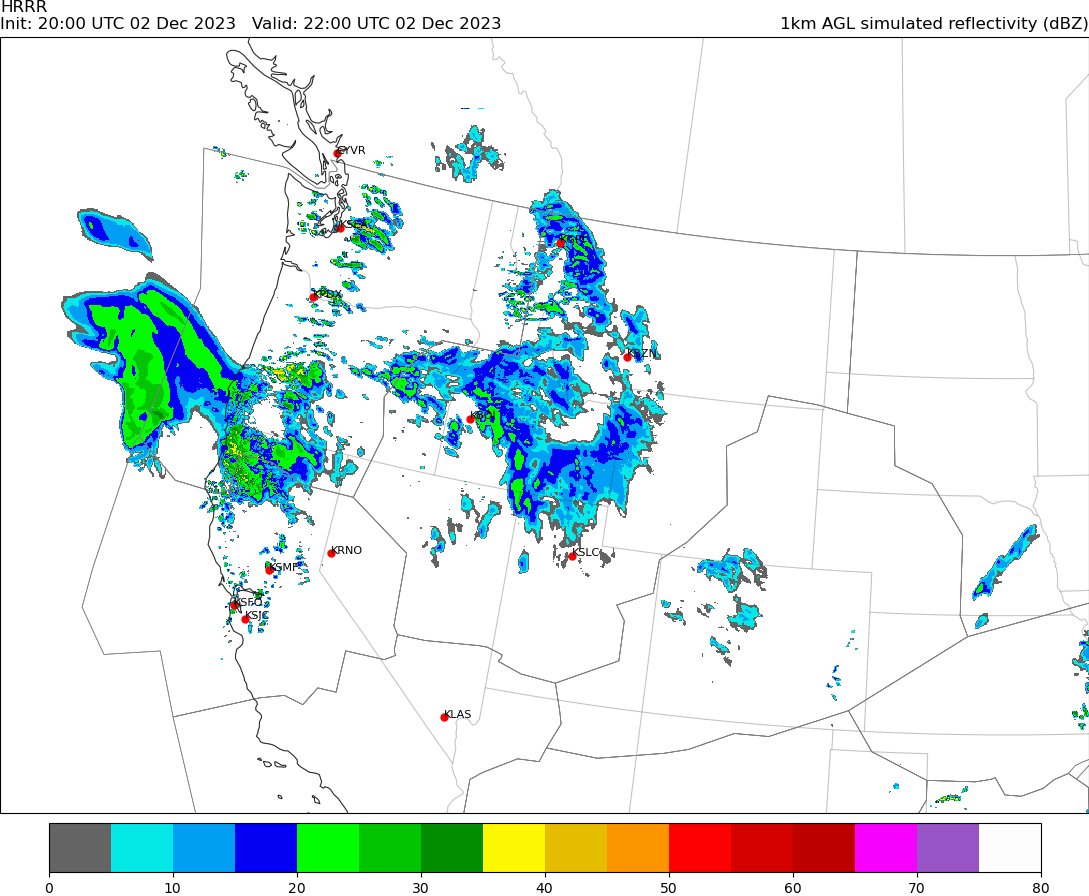 HRRR
Init: 20:00 UTC 02 Dec 2023 Valid: 22:00 UTC 02 Dec 2023 1km AGL simulated reflectivity (dBZ)
CYVR
KSEA
KPDX
KBZN
KRNO
KSLC
KSMF
KSFO
KSJC
KLAS
0 10 20 30 40 50 60 70 80